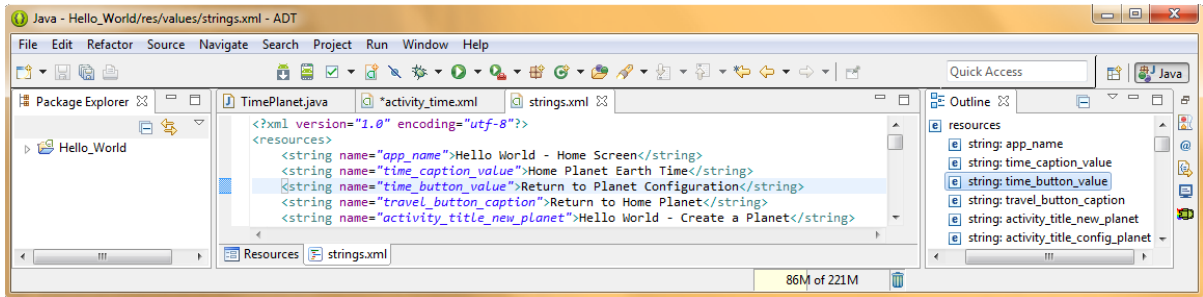 Java - Hello_World/res/values/strings.xml - ADT
File Edit Refactor Source Navigate Search Project Run Window Help
Quick Access Java
Package Explorer
Hello_World
TimePlanet.java *activity_time.xml strings.xml
<?xml version="1.0" encoding="utf-8"?>
<resources>
<string name="app_name">Hello World - Home Screen</string>
<string name="time_caption_value">Home Planet Earth Time</string>
<string name="time_button_value">Return to Planet Configuration</string>
<string name="travel_button_caption">Return to Home Planet</string>
<string name="activity_title_new_planet">Hello World - Create a Planet</string>
Resources strings.xml
Outline
resources
string: app_name
string: time_caption_value
string: time_button_value
string: travel_button_caption
string: activity_title_new_planet
string: activity_title_config_planet
86M of 221M